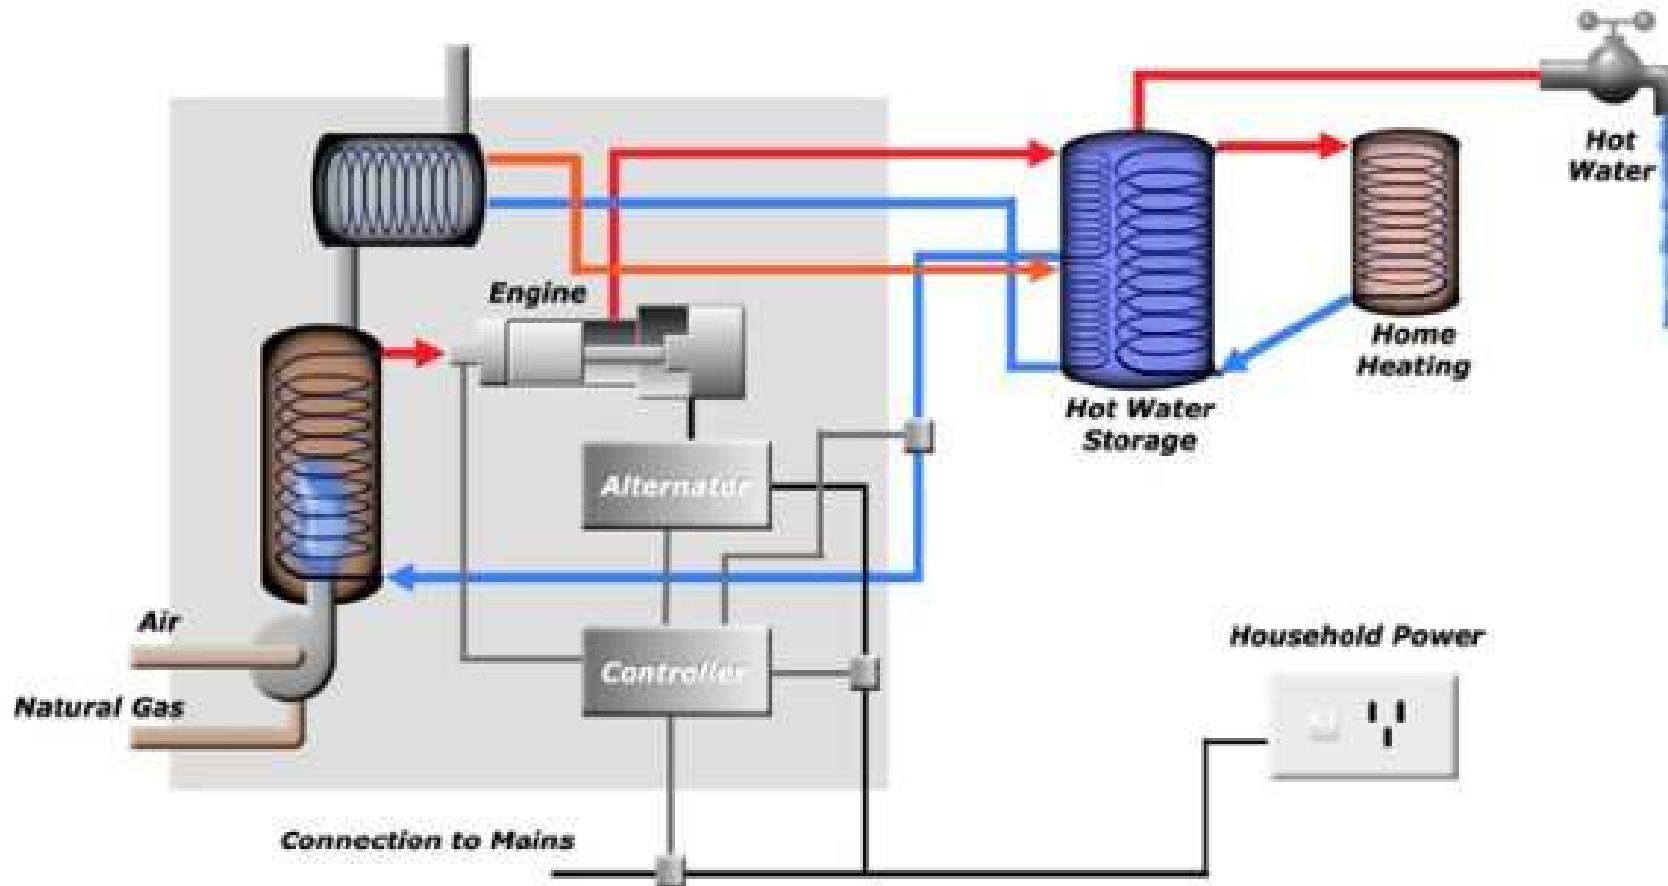 Hot
Water
Engine
Home
Heating
Hot Water
Storage
Alternator
Air
Controller
Household Power
Natural Gas
Connection to Mains